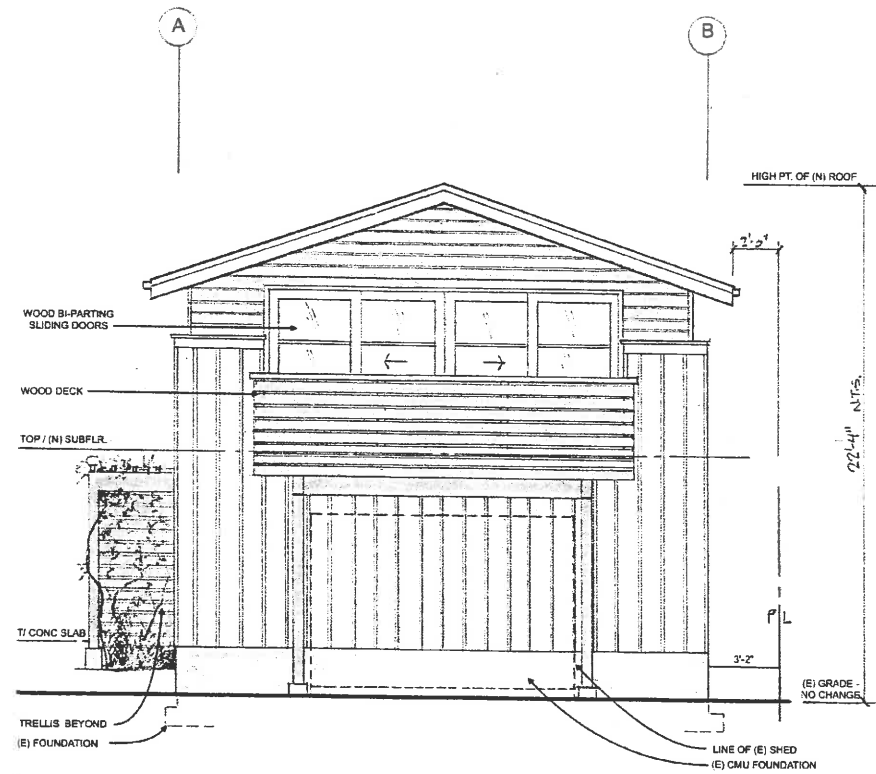 A
B
HIGH PT. OF (N) ROOF
2'-0"
WOOD BI-PARTING
SLIDING DOORS
WOOD DECK
22'-4" N.T.S.
TOP / (N) SUBFLR.
T/ CONC SLAB
P L
3'-2"
(E) GRADE -
NO CHANGE
TRELLIS BEYOND
(E) FOUNDATION
LINE OF (E) SHED
(E) CMU FOUNDATION